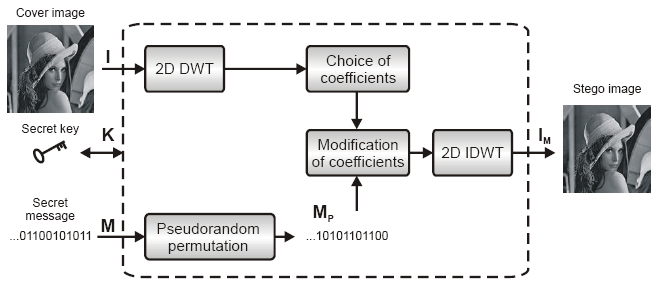 Cover image
I
2D DWT
Choice of
coefficients
Stego image
Secret key
K
Modification
of coefficients
2D IDWT
I_M
Secret
message
M
...01100101011
Pseudorandom
permutation
M_P
...10101101100